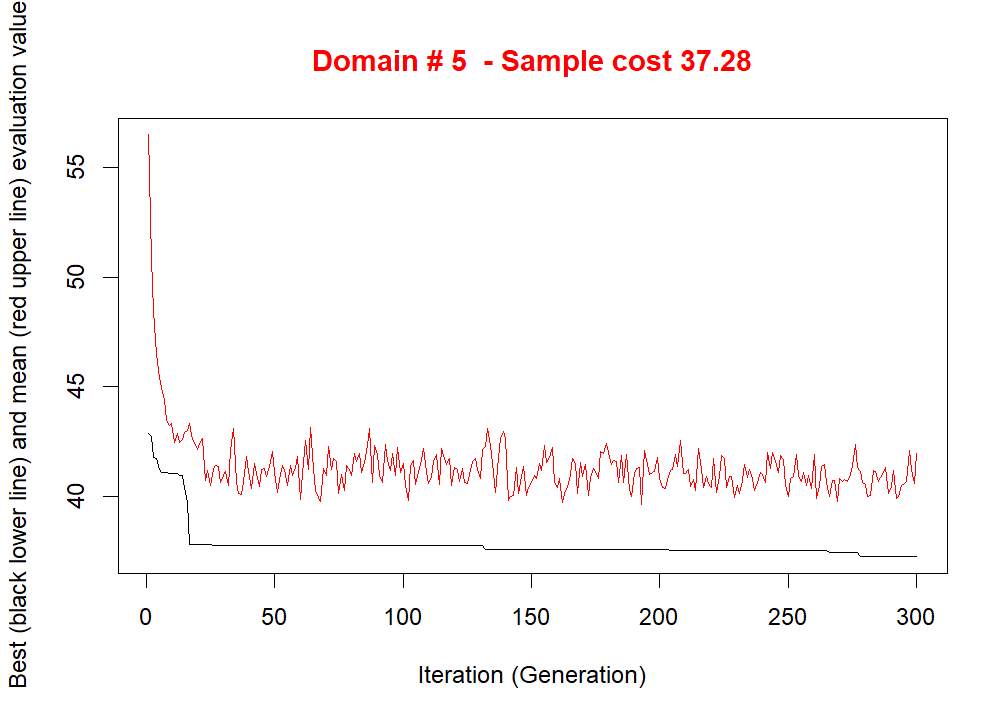 Domain # 5  - Sample cost 37.28
Best (black lower line) and mean (red upper line) evaluation value
55
50
45
40
0 50 100 150 200 250 300
Iteration (Generation)